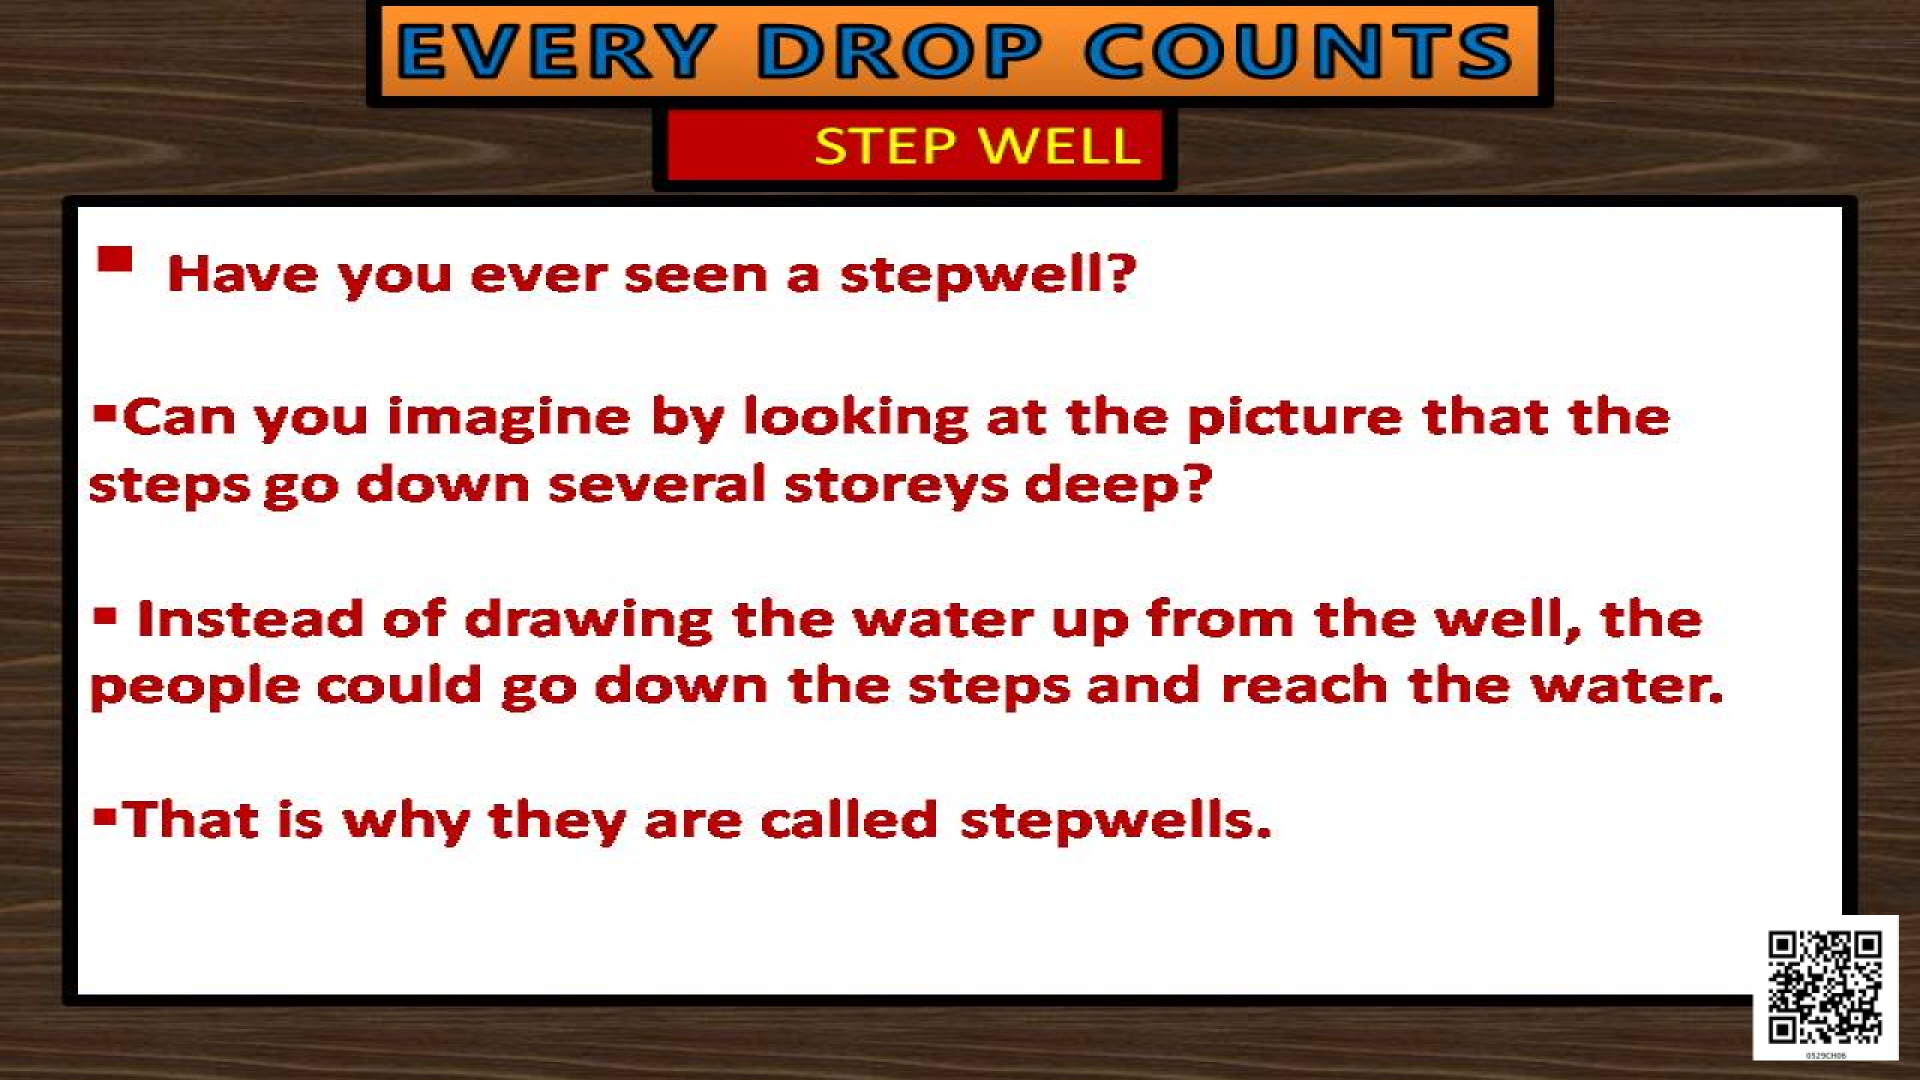 EVERY DROP COUNTS
STEP WELL
▪ Have you ever seen a stepwell?
▪Can you imagine by looking at the picture that the
steps go down several storeys deep?
▪ Instead of drawing the water up from the well, the
people could go down the steps and reach the water.
▪That is why they are called stepwells.
0529CH06